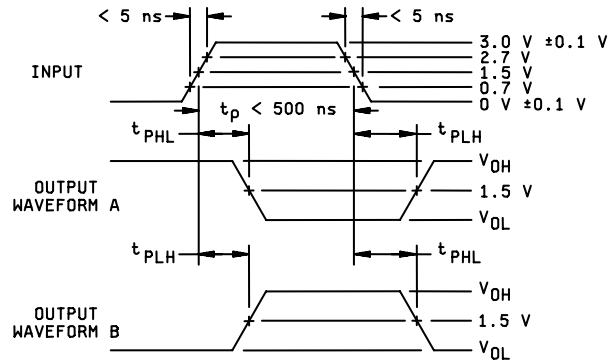 < 5 ns
< 5 ns
3.0 V ±0.1 V
2.7 V
1.5 V
0.7 V
0 V ±0.1 V
INPUT
tp < 500 ns
tPHL
tPLH
VOH
1.5 V
VOL
OUTPUT
WAVEFORM A
tPLH
tPHL
VOH
1.5 V
VOL
OUTPUT
WAVEFORM B